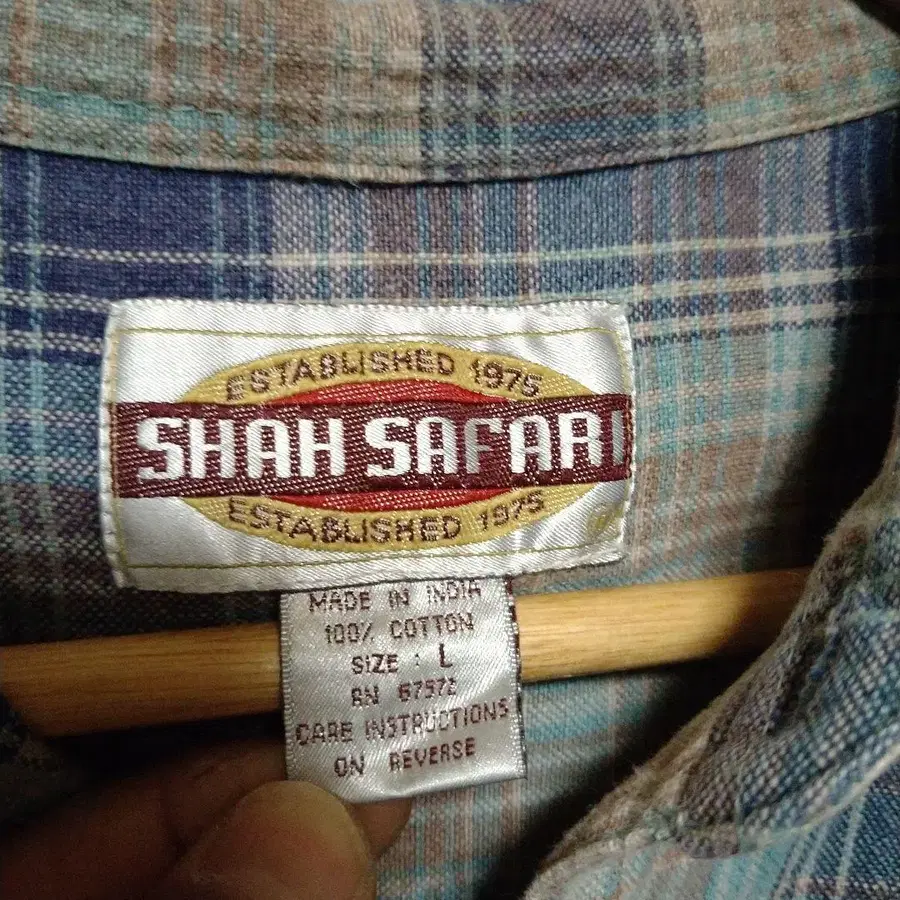 ESTABLISHED 1975
SHAH SAFARI
ESTABLISHED 1975
MADE IN INDIA
100% COTTON
SIZE : L
RN 67572
CARE INSTRUCTIONS
ON REVERSE